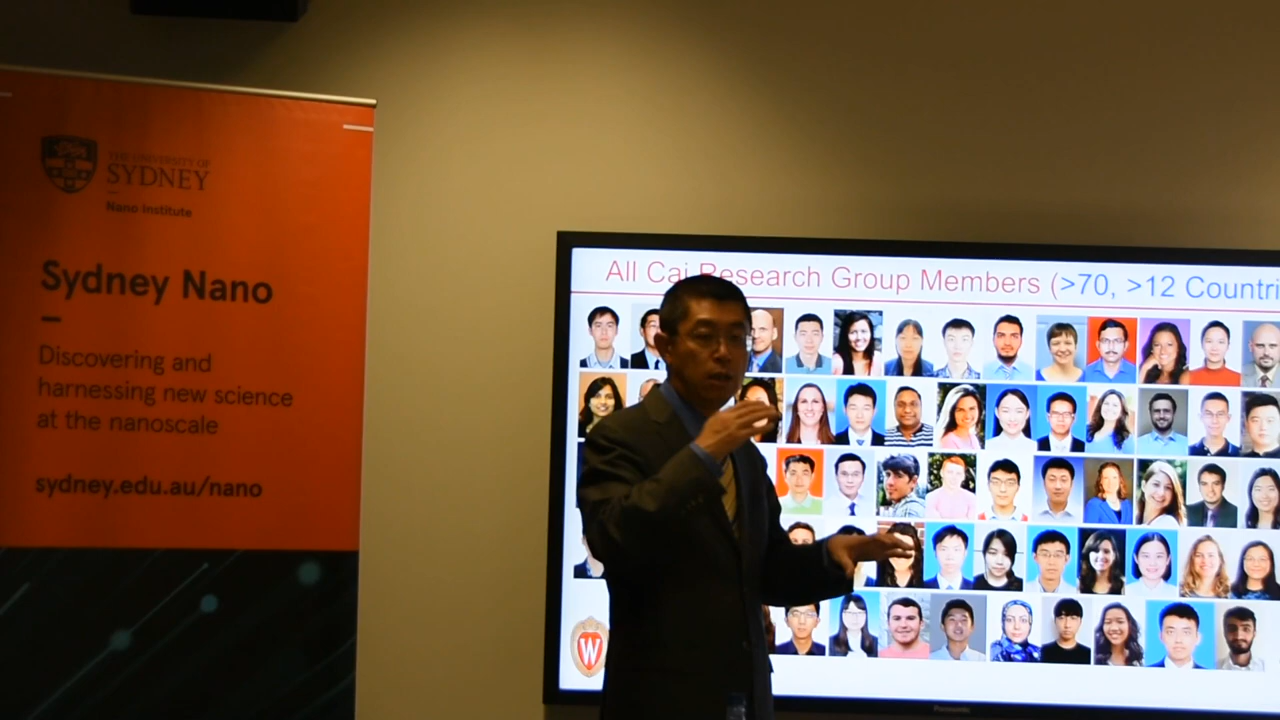 THE UNIVERSITY OF
SYDNEY
Nano Institute
Sydney Nano
Discovering and
harnessing new science
at the nanoscale
sydney.edu.au/nano
All Cai Research Group Members (>70, >12 Countri
W
Panasonic